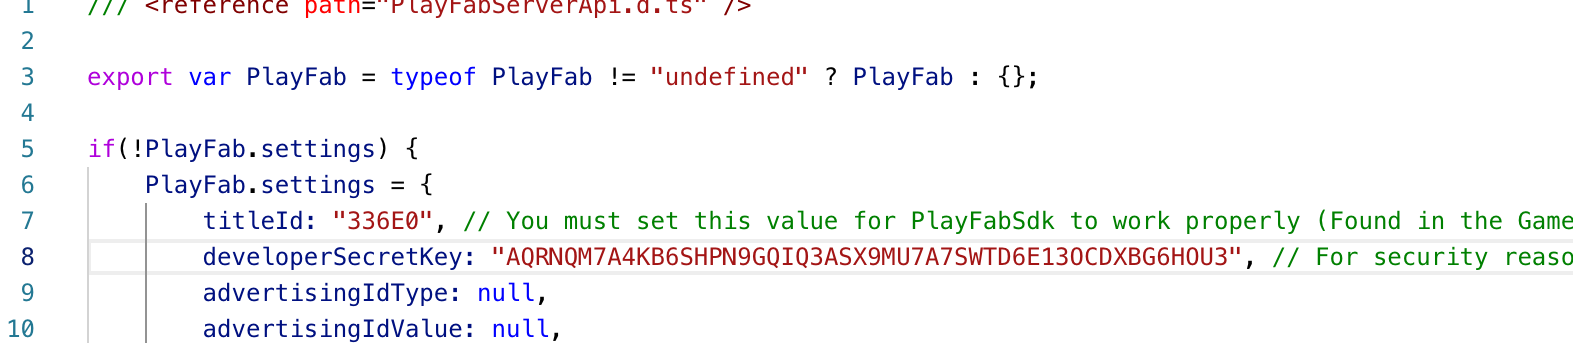 1 /// <reference path="PlayFabServerApi.d.ts" />
2
3 export var PlayFab = typeof PlayFab != "undefined" ? PlayFab : {};
4
5 if(!PlayFab.settings) {
6 PlayFab.settings = {
7 titleId: "336E0", // You must set this value for PlayFabSdk to work properly (Found in the Game
8 developerSecretKey: "AQRNQM7A4KB6SHPN9GQIQ3ASX9MU7A7SWTD6E13OCDXBG6HOU3", // For security reaso
9 advertisingIdType: null,
10 advertisingIdValue: null,